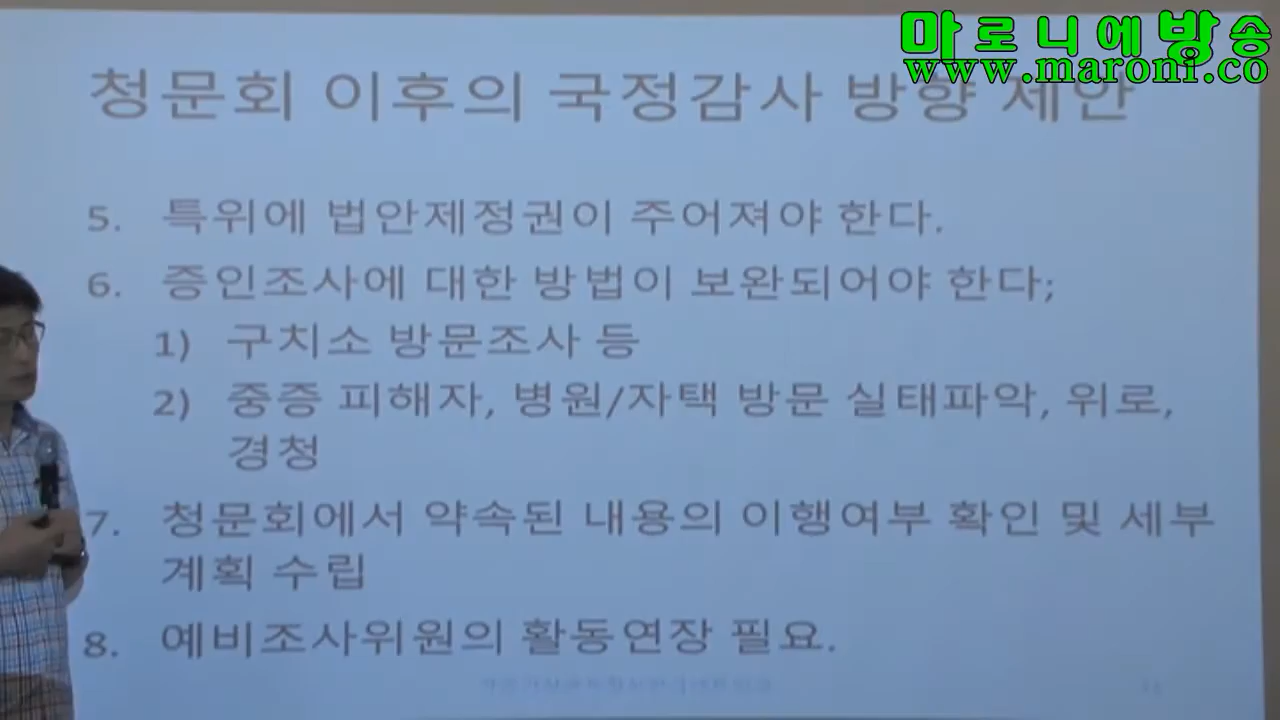 마로니에방송
www.maroni.co
청문회 이후의 국정감사 방향 제안
5. 특위에 법안제정권이 주어져야 한다.
6. 증인조사에 대한 방법이 보완되어야 한다;
1) 구치소 방문조사 등
2) 중증 피해자, 병원/자택 방문 실태파악, 위로,
경청
7. 청문회에서 약속된 내용의 이행여부 확인 및 세부
계획 수립
8. 예비조사위원의 활동연장 필요.